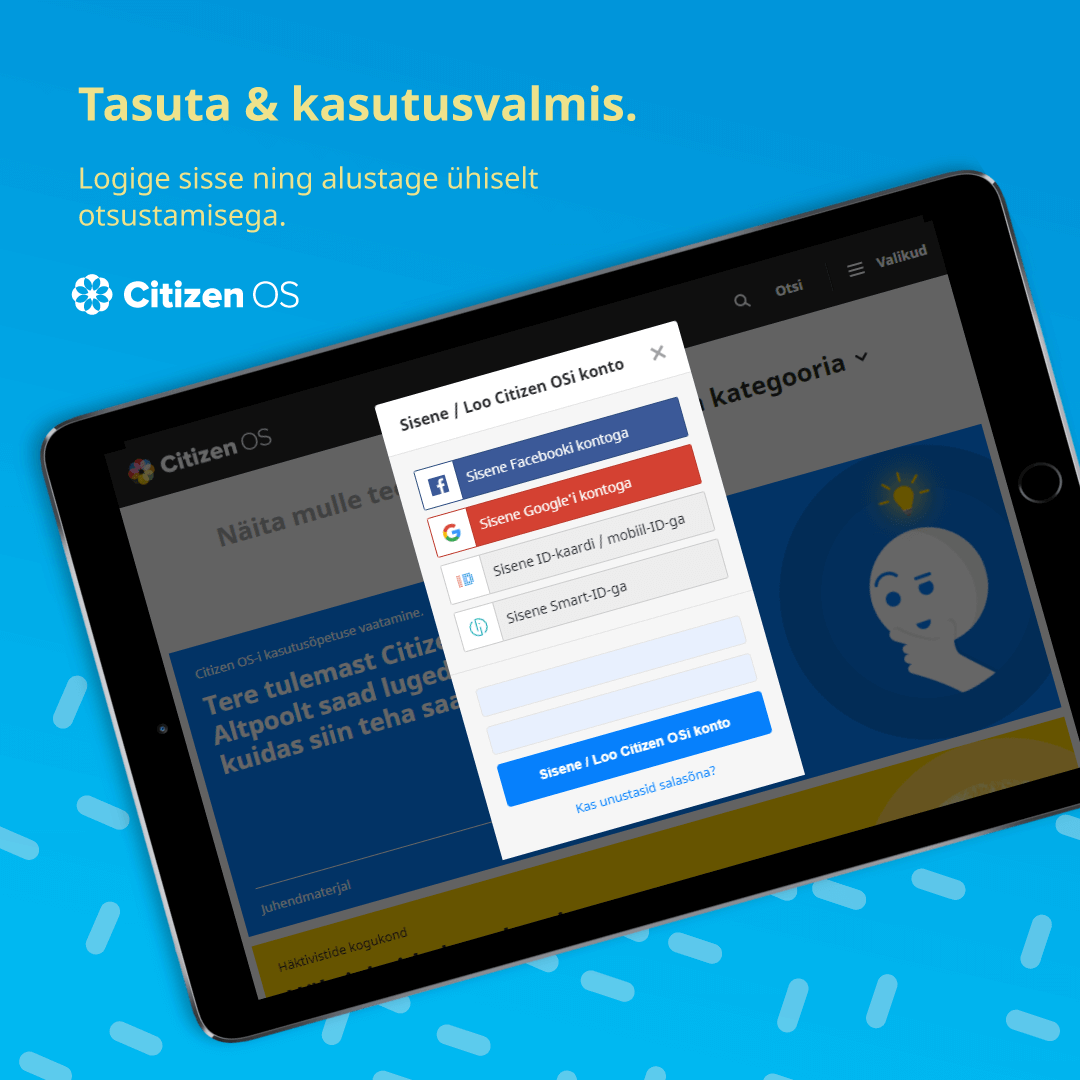 Tasuta & kasutusvalmis.
Logige sisse ning alustage ühiselt
otsustamisega.
Citizen OS
Citizen OS
Otsi
Valikud
Näita mulle
kategooria
Sisene / Loo Citizen OSi konto
Sisene Facebooki kontoga
Sisene Google'i kontoga
Sisene ID-kaardi / mobiil-ID-ga
Sisene Smart-ID-ga
Sisene / Loo Citizen OSi konto
Kas unustasid salasõna?
Citizen OS-i kasutusõpetuse vaatamine.
Tere tulemast
Altpoolt saad
kuidas siin teha
Juhendmaterjal
Häktivistide kogukond